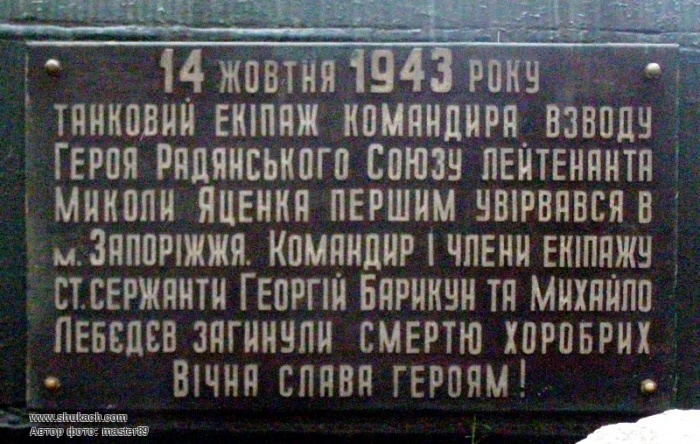 14 жовтня 1943 року
танковий екіпаж командира взводу
Героя Радянського Союзу лейтенанта
Миколи Яценка першим увірвався в
м. Запоріжжя. Командир і члени екіпажу
ст. сержанти Георгій Барикун та Михайло
Лебєдєв загинули смертю хоробрих
Вічна слава героям!
www.shukach.com
Автор фото: master89